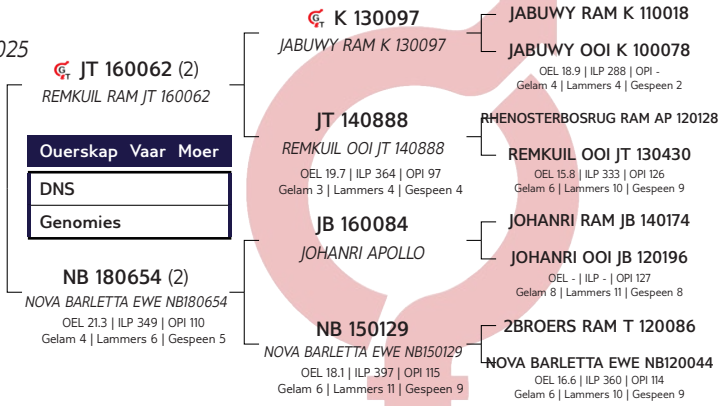 025
GT JT 160062 (2)
REMKUIL RAM JT 160062
Ouerskap Vaar Moer
DNS
Genomies
NB 180654 (2)
NOVA BARLETTA EWE NB180654
OEL 21.3 | ILP 349 | OPI 110
Gelam 4 | Lammers 6 | Gespeen 5
GT K 130097
JABUWY RAM K 130097
JT 140888
REMKUIL OOI JT 140888
OEL 19.7 | ILP 364 | OPI 97
Gelam 3 | Lammers 4 | Gespeen 4
JB 160084
JOHANRI APOLLO
NB 150129
NOVA BARLETTA EWE NB150129
OEL 18.1 | ILP 397 | OPI 115
Gelam 6 | Lammers 11 | Gespeen 9
JABUWY RAM K 110018
JABUWY OOI K 100078
OEL 18.9 | ILP 288 | OPI -
Gelam 4 | Lammers 4 | Gespeen 2
RHENOSTERBOSRUG RAM AP 120128
REMKUIL OOI JT 130430
OEL 15.8 | ILP 333 | OPI 126
Gelam 6 | Lammers 10 | Gespeen 9
JOHANRI RAM JB 140174
JOHANRI OOI JB 120196
OEL - | ILP - | OPI 127
Gelam 8 | Lammers 11 | Gespeen 8
2BROERS RAM T 120086
NOVA BARLETTA EWE NB120044
OEL 16.6 | ILP 360 | OPI 114
Gelam 6 | Lammers 10 | Gespeen 9